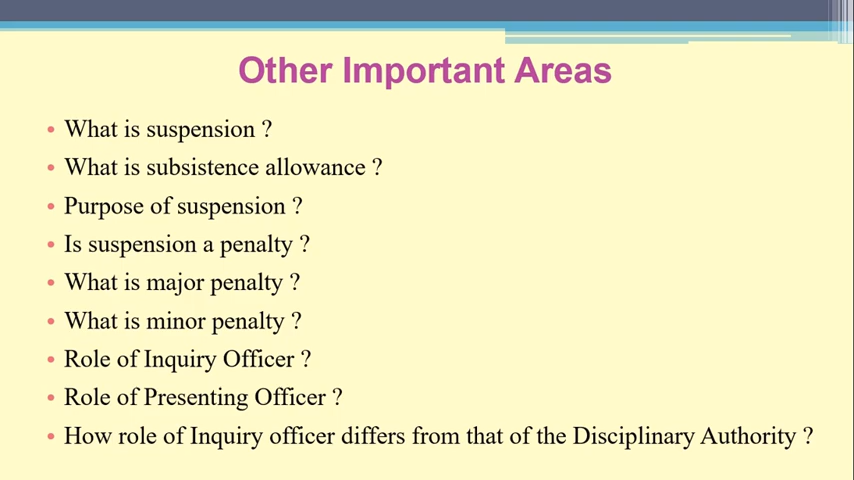 Other Important Areas
• What is suspension ?
• What is subsistence allowance ?
• Purpose of suspension ?
• Is suspension a penalty ?
• What is major penalty ?
• What is minor penalty ?
• Role of Inquiry Officer ?
• Role of Presenting Officer ?
• How role of Inquiry officer differs from that of the Disciplinary Authority ?